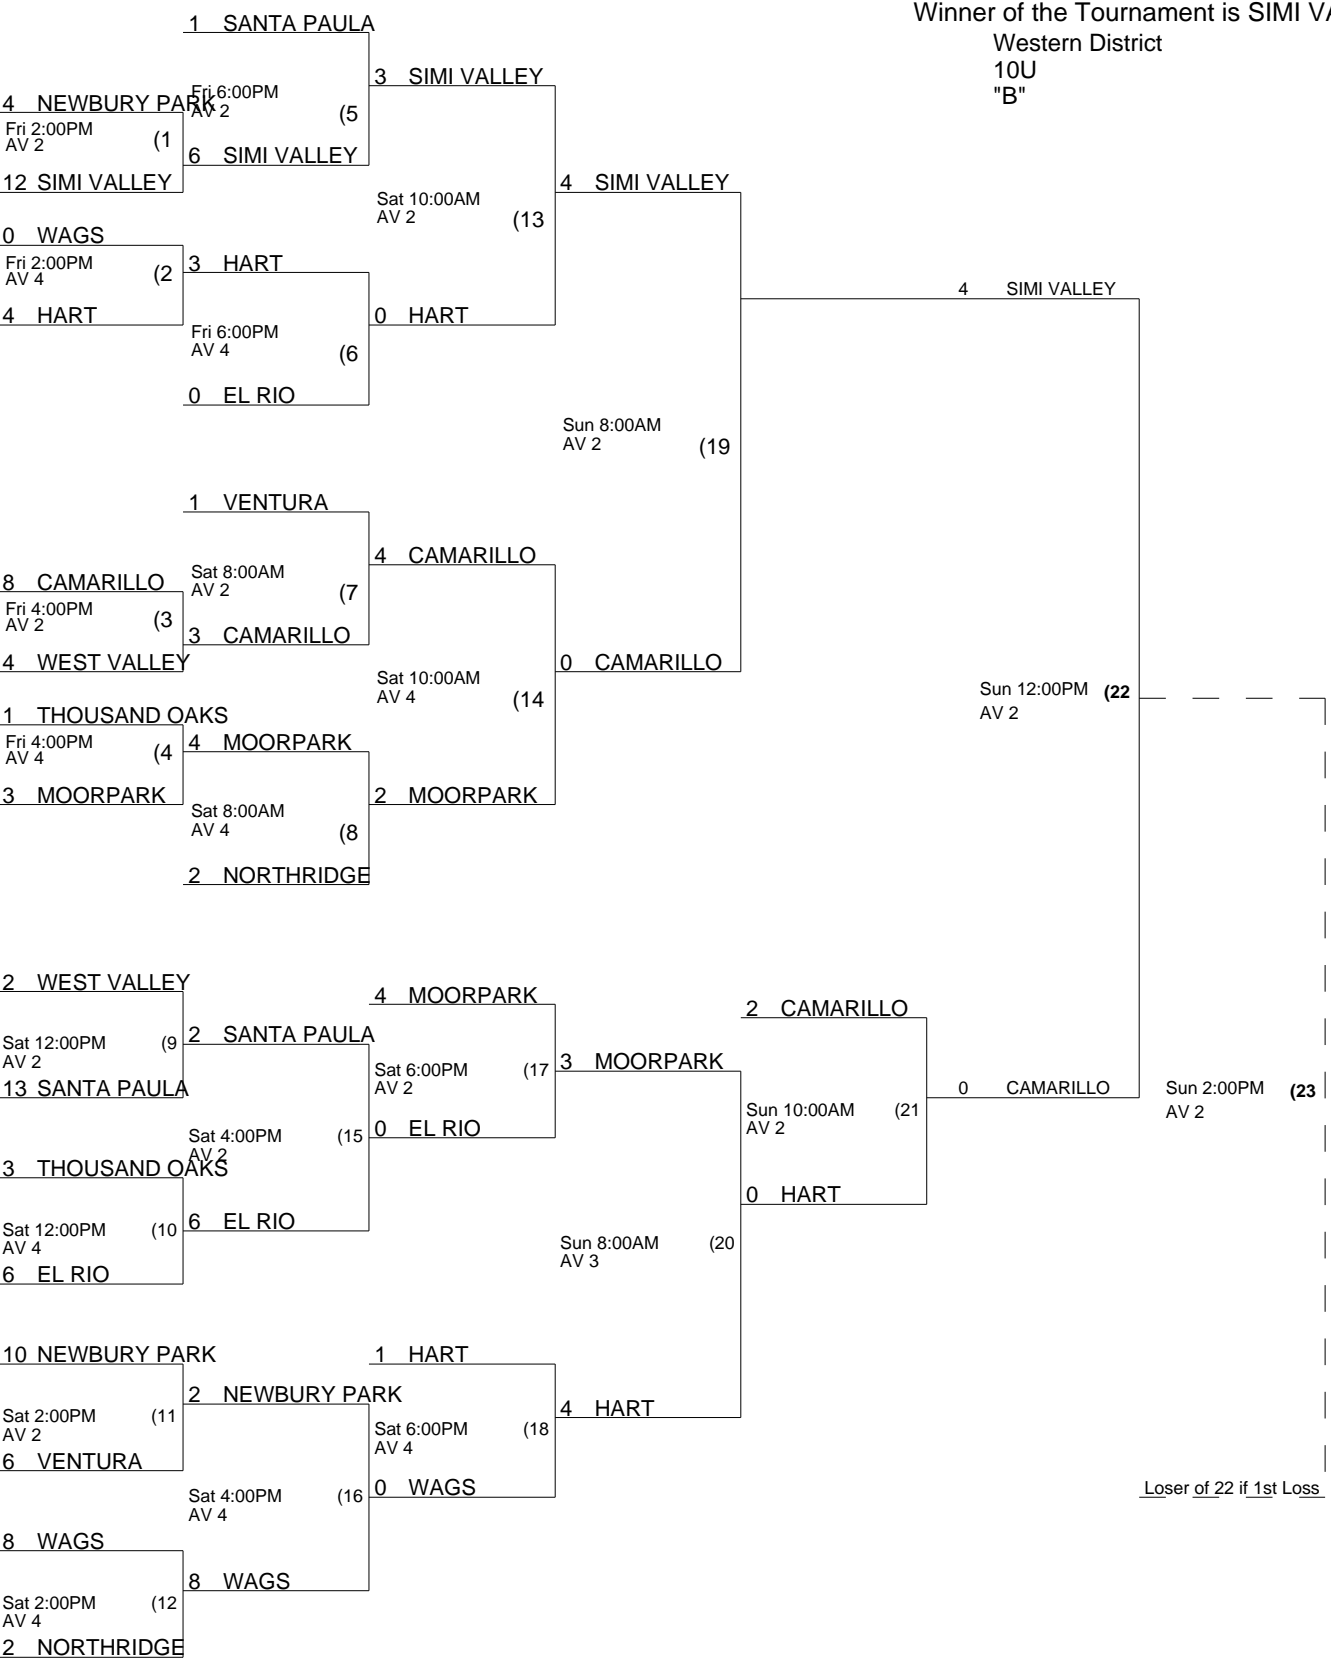 Winner of the Tournament is SIMI
Western District
10U
"B"
1 SANTA PAULA
3 SIMI VALLEY
4 NEWBURY PARK
Fri 6:00PM
AV 2 (5
Fri 2:00PM
AV 2 (1
6 SIMI VALLEY
12 SIMI VALLEY
4 SIMI VALLEY
Sat 10:00AM
AV 2 (13
0 WAGS
Fri 2:00PM
AV 4 (2
3 HART
4 SIMI VALLEY
4 HART
0 HART
Fri 6:00PM
AV 4 (6
0 EL RIO
Sun 8:00AM
AV 2 (19
1 VENTURA
4 CAMARILLO
8 CAMARILLO
Sat 8:00AM
AV 2 (7
Fri 4:00PM
AV 2 (3
3 CAMARILLO
4 WEST VALLEY
0 CAMARILLO
Sat 10:00AM
AV 4 (14
Sun 12:00PM (22
AV 2
1 THOUSAND OAKS
Fri 4:00PM
AV 4 (4
4 MOORPARK
3 MOORPARK
2 MOORPARK
Sat 8:00AM
AV 4 (8
2 NORTHRIDGE
2 WEST VALLEY
4 MOORPARK
2 CAMARILLO
Sat 12:00PM (9
AV 2
2 SANTA PAULA
Sat 6:00PM (17
AV 2
3 MOORPARK
13 SANTA PAULA
0 CAMARILLO
Sun 2:00PM (23
AV 2
Sun 10:00AM (21
AV 2
Sat 4:00PM (15
AV 2
0 EL RIO
3 THOUSAND OAKS
0 HART
Sat 12:00PM (10
AV 4
6 EL RIO
Sun 8:00AM (20
AV 3
6 EL RIO
10 NEWBURY PARK
1 HART
2 NEWBURY PARK
4 HART
Sat 2:00PM (11
AV 2
Sat 6:00PM (18
AV 4
6 VENTURA
0 WAGS
Sat 4:00PM (16
AV 4
Loser of 22 if 1st Loss
8 WAGS
8 WAGS
Sat 2:00PM (12
AV 4
2 NORTHRIDGE